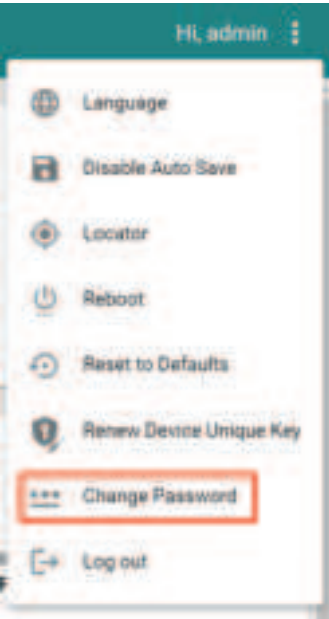 Hi, admin
Language
Disable Auto Save
Locator
Reboot
Reset to Defaults
Renew Device Unique Key
Change Password
Log out